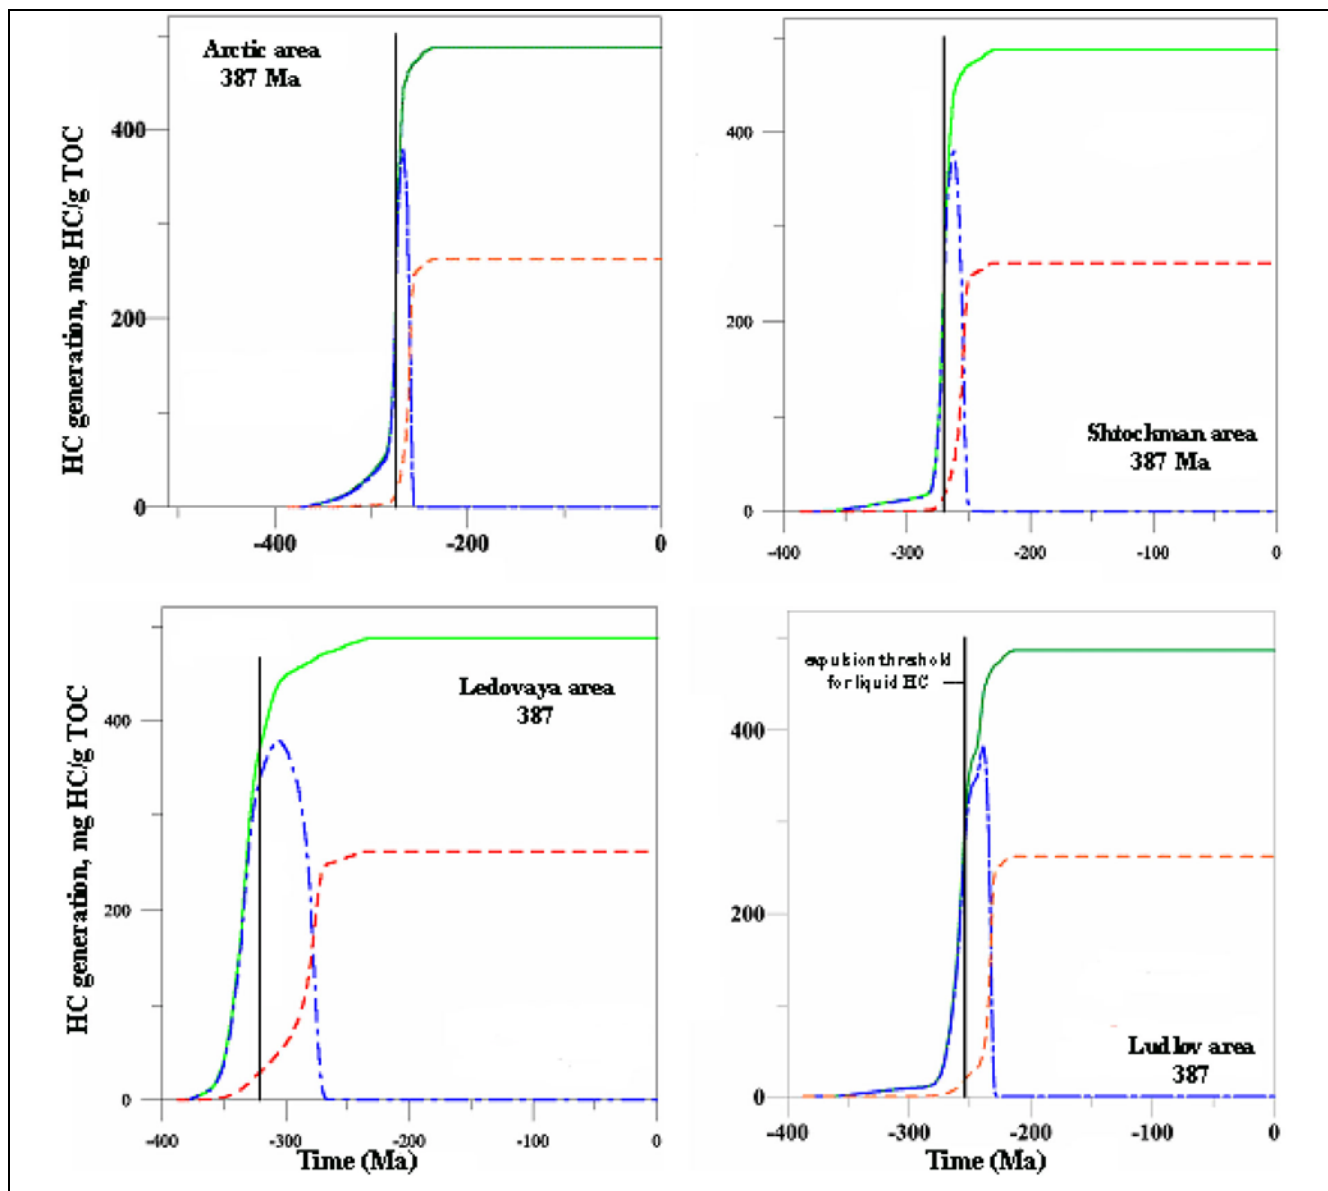 Arctic area
387 Ma
HC generation, mg HC/g TOC
400
200
0
-400
-200
0
400
200
0
Shtockman area
387 Ma
-400
-300
-200
-100
0
HC generation, mg HC/g TOC
400
200
0
Ledovaya area
387
-400
-300
-200
-100
0
Time (Ma)
expulsion threshold
for liquid HC
400
200
0
Ludlov area
387
-400
-300
-200
-100
0
Time (Ma)